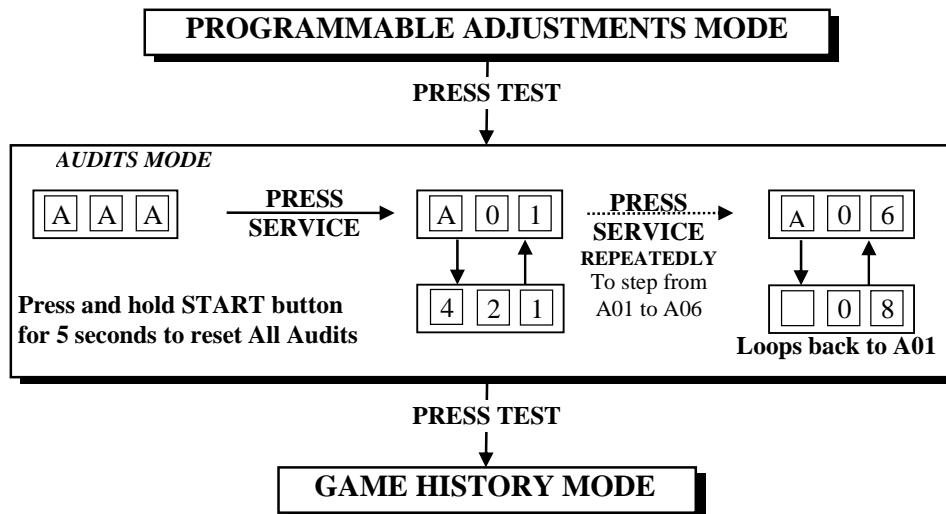 PROGRAMMABLE ADJUSTMENTS MODE
PRESS TEST
AUDITS MODE
A A A
PRESS
SERVICE
A 0 1
4 2 1
PRESS
SERVICE
REPEATEDLY
To step from
A01 to A06
A 0 6
0 8
Loops back to A01
Press and hold START button
for 5 seconds to reset All Audits
PRESS TEST
GAME HISTORY MODE